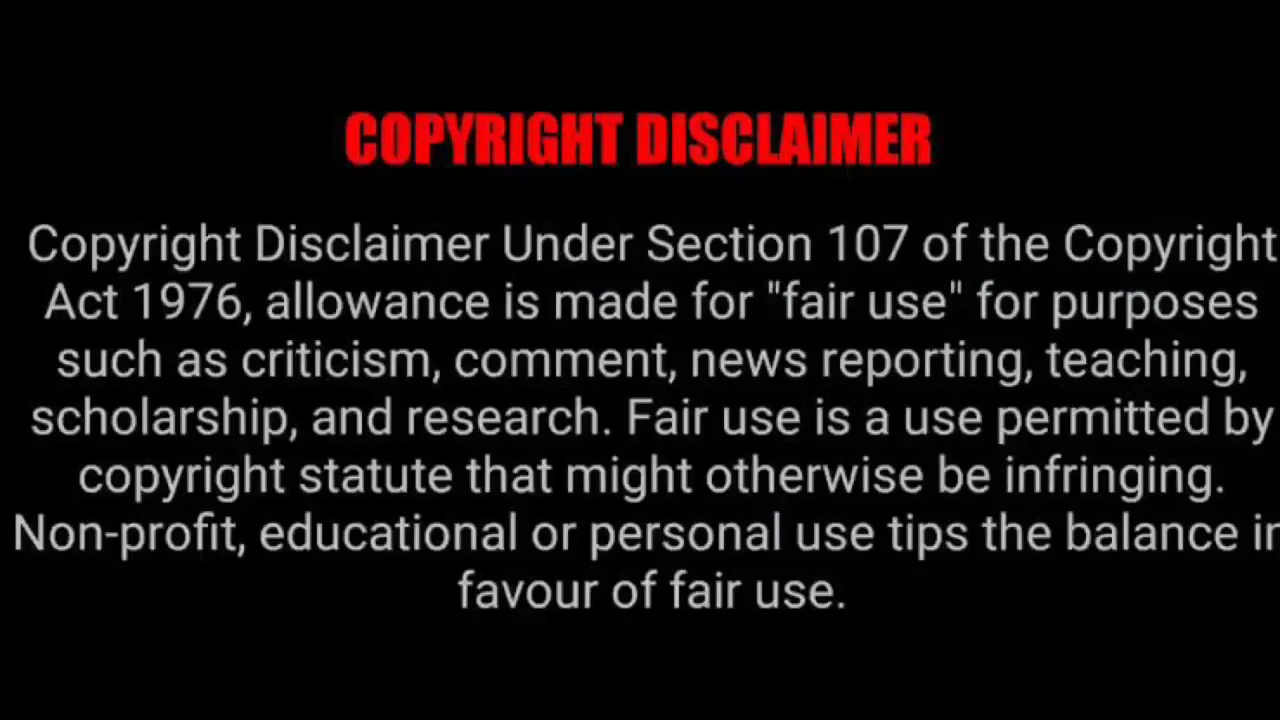 COPYRIGHT DISCLAIMER
Copyright Disclaimer Under Section 107 of the Copyright
Act 1976, allowance is made for "fair use" for purposes
such as criticism, comment, news reporting, teaching,
scholarship, and research. Fair use is a use permitted by
copyright statute that might otherwise be infringing.
Non-profit, educational or personal use tips the balance in
favour of fair use.